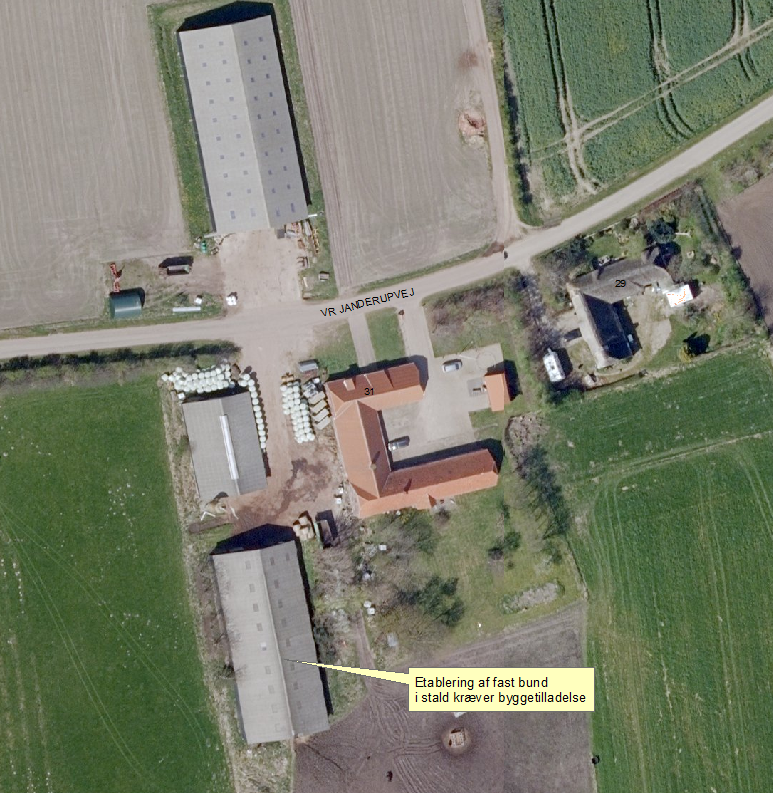 29
VR JANDERUPVEJ
31
Etablering af fast bund
i stald kræver byggetilladelse